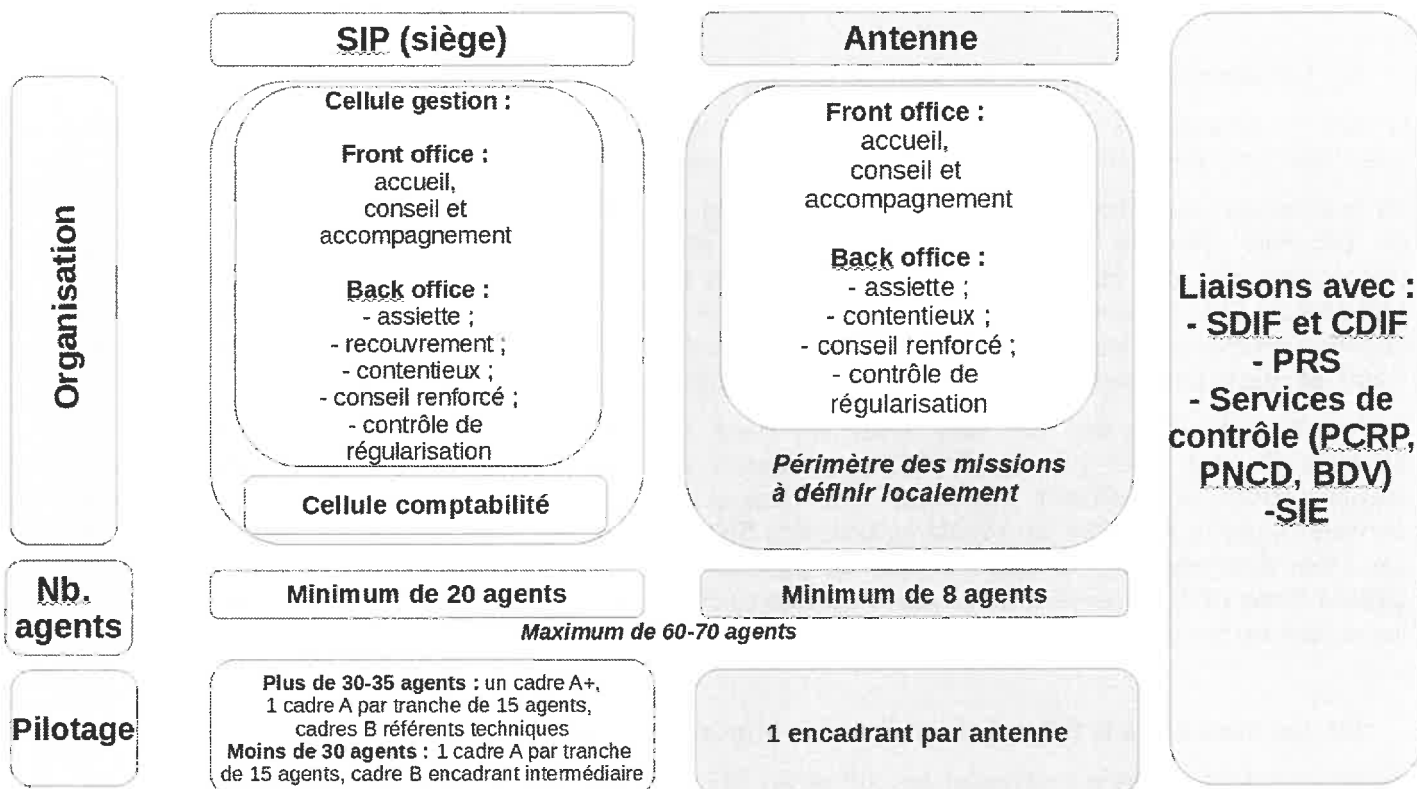 SIP (siège)
Antenne
Organisation
Cellule gestion :
Front office :
accueil,
conseil et
accompagnement
Back office :
- assiette ;
- recouvrement ;
- contentieux ;
- conseil renforcé ;
- contrôle de
régularisation
Cellule comptabilité
Front office :
accueil,
conseil et
accompagnement
Back office :
- assiette ;
- contentieux ;
- conseil renforcé ;
- contrôle de
régularisation
Périmètre des missions
à définir localement
Liaisons avec :
- SDIF et CDIF
- PRS
- Services de
contrôle (PCRP,
PNCD, BDV)
-SIE
Nb.
agents
Minimum de 20 agents
Minimum de 8 agents
Maximum de 60-70 agents
Pilotage
Plus de 30-35 agents : un cadre A+,
1 cadre A par tranche de 15 agents,
cadres B référents techniques
Moins de 30 agents : 1 cadre A par tranche
de 15 agents, cadre B encadrant intermédiaire
1 encadrant par antenne